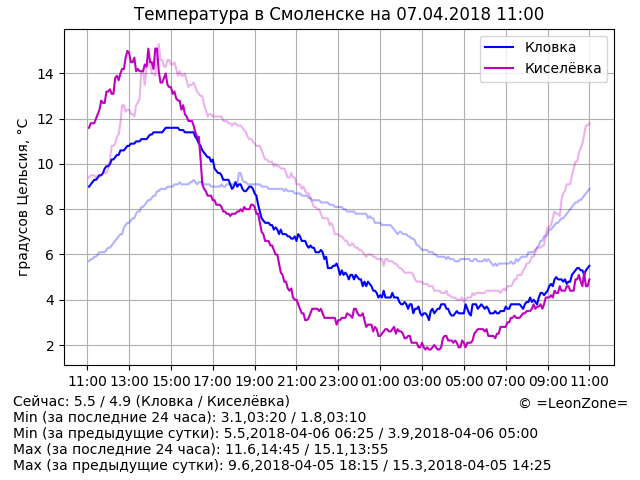 Температура в Смоленске на 07.04.2018 11:00
Кловка
Киселёвка
градусов Цельсия, °C
14
12
10
8
6
4
2
11:00 13:00 15:00 17:00 19:00 21:00 23:00 01:00 03:00 05:00 07:00 09:00 11:00
Сейчас: 5.5 / 4.9 (Кловка / Киселёвка)
© =LeonZone=
Min (за последние 24 часа): 3.1,03:20 / 1.8,03:10
Min (за предыдущие сутки): 5.5,2018-04-06 06:25 / 3.9,2018-04-06 05:00
Max (за последние 24 часа): 11.6,14:45 / 15.1,13:55
Max (за предыдущие сутки): 9.6,2018-04-05 18:15 / 15.3,2018-04-05 14:25